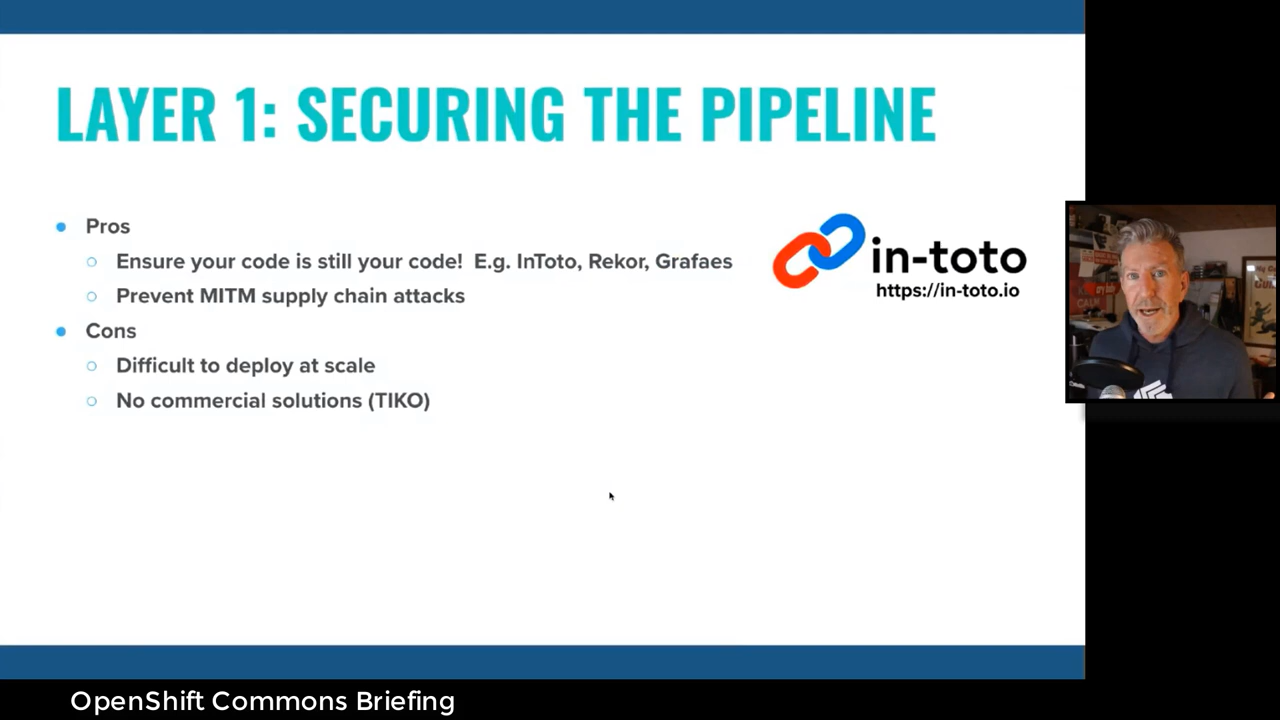 LAYER 1: SECURING THE PIPELINE
Pros
Ensure your code is still your code! E.g. InToto, Rekor, Grafaes
Prevent MITM supply chain attacks
Cons
Difficult to deploy at scale
No commercial solutions (TIKO)
in-toto
https://in-toto.io
OpenShift Commons Briefing